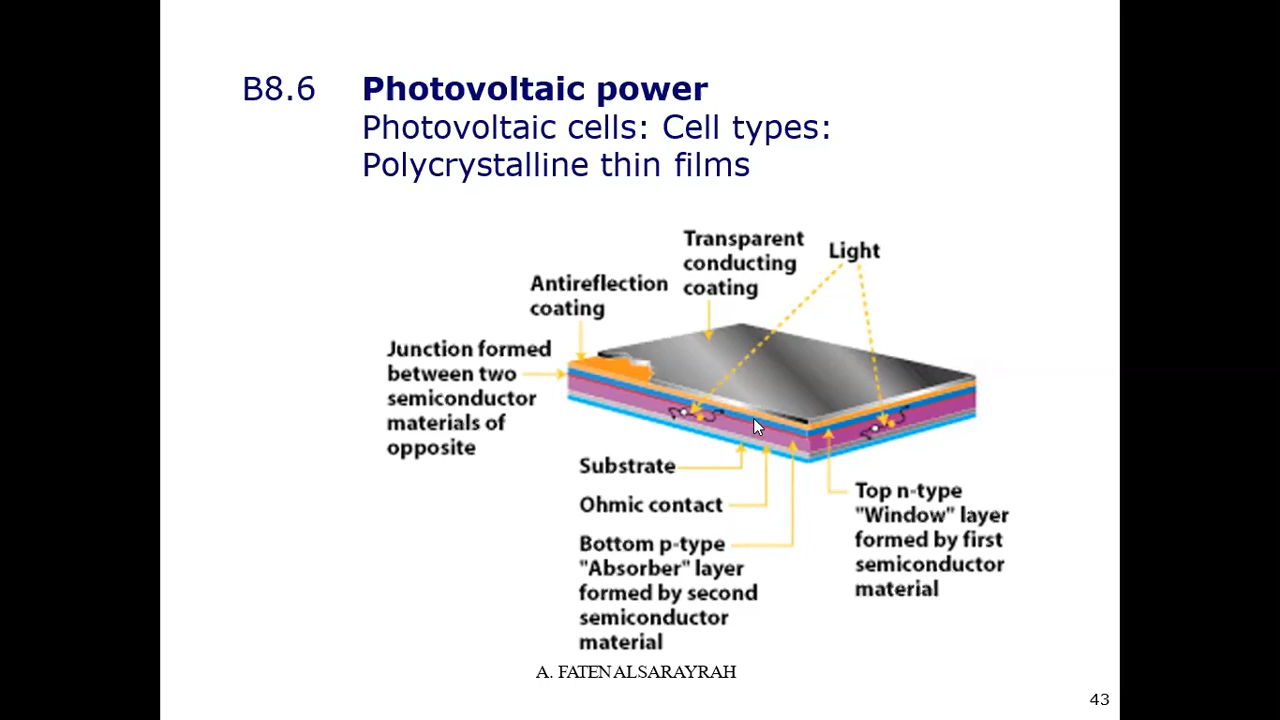 B8.6 Photovoltaic power
Photovoltaic cells: Cell types:
Polycrystalline thin films
Transparent
conducting
coating
Light
Antireflection
coating
Junction formed
between two
semiconductor
materials of
opposite
Substrate
Ohmic contact
Bottom p-type
"Absorber" layer
formed by second
semiconductor
material
Top n-type
"Window" layer
formed by first
semiconductor
material
A. FATEN ALSARAYRAH
43